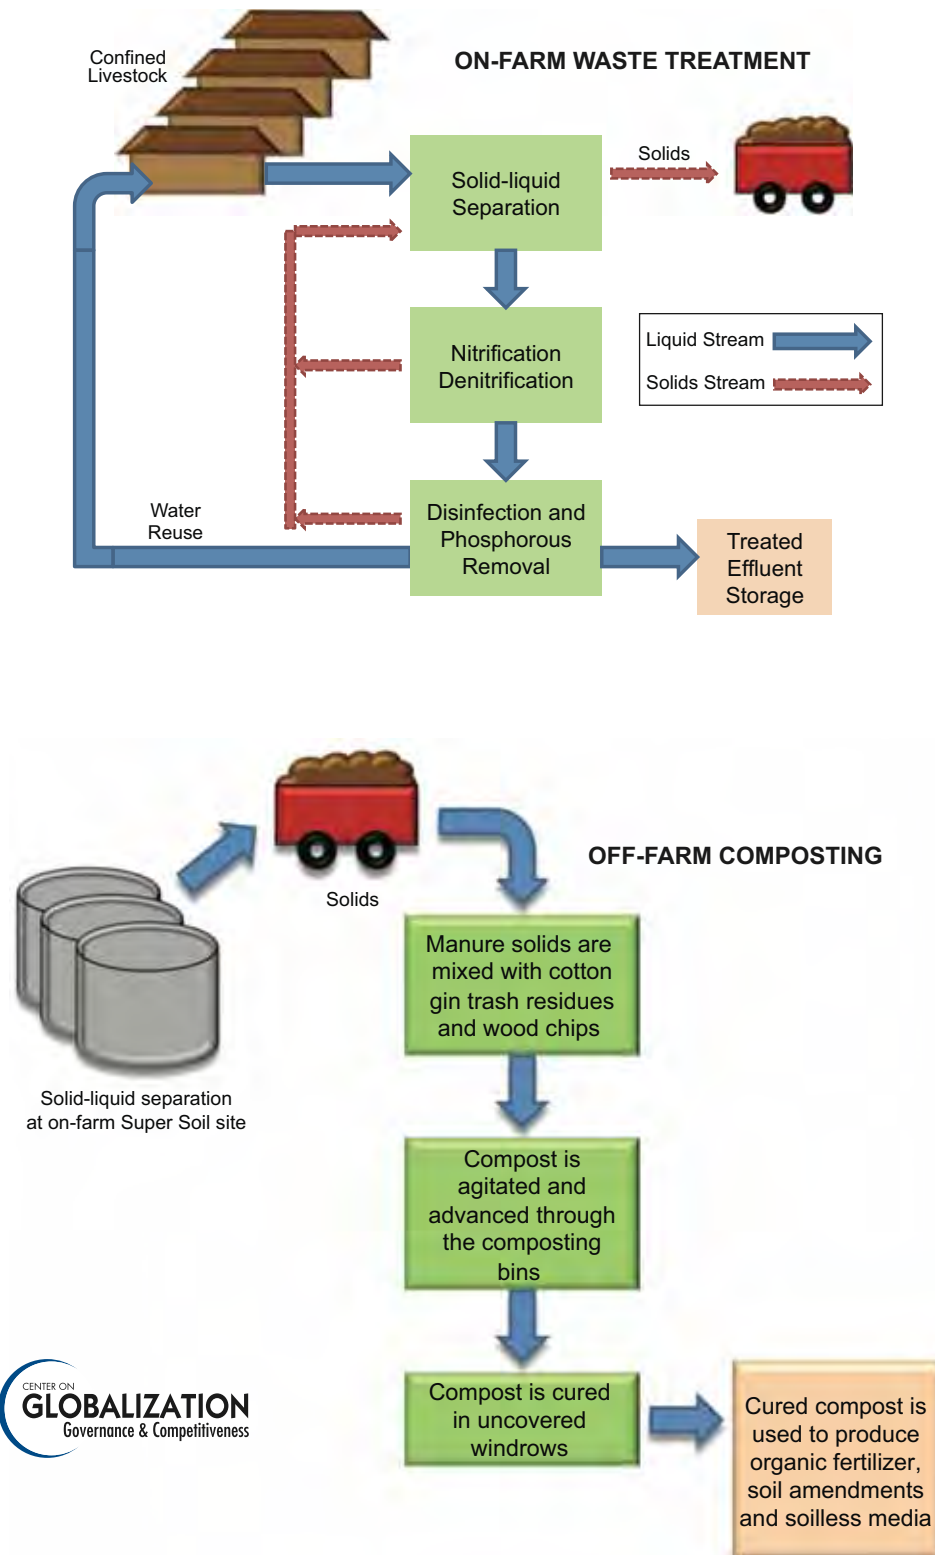 Confined
Livestock
ON-FARM WASTE TREATMENT
Solid-liquid
Separation
Solids
Nitrification
Denitrification
Liquid Stream
Solids Stream
Water
Reuse
Disinfection and
Phosphorous
Removal
Treated
Effluent
Storage
OFF-FARM COMPOSTING
Solids
Manure solids are
mixed with cotton
gin trash residues
and wood chips
Solid-liquid separation
at on-farm Super Soil site
Compost is
agitated and
advanced through
the composting
bins
Compost is cured
in uncovered
windrows
Cured compost is
used to produce
organic fertilizer,
soil amendments
and soilless media
CENTER ON
GLOBALIZATION
Governance & Competitiveness